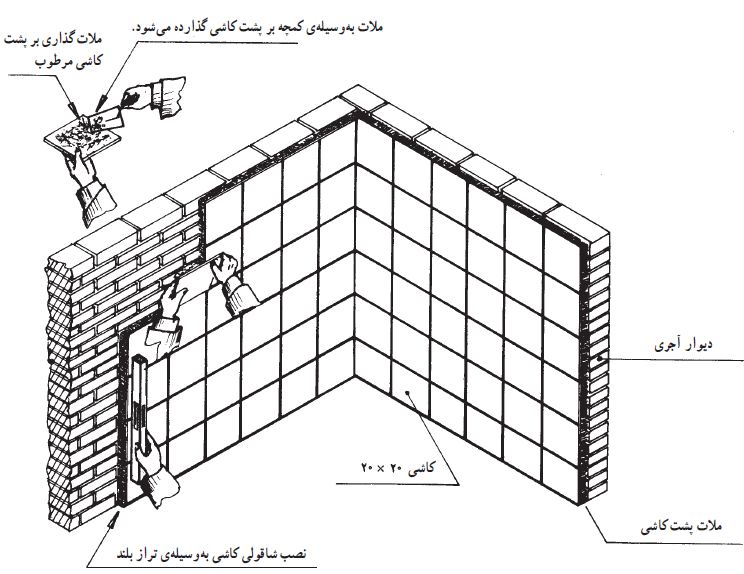 ملات به‌وسیله‌ی کمچه بر پشت کاشی گذارده می‌شود.
ملات گذاری بر پشت
کاشی مرطوب
دیوار آجری
کاشی ۲۰ × ۲۰
ملات پشت کاشی
نصب شاقولی کاشی به‌وسیله‌ی تراز بلند